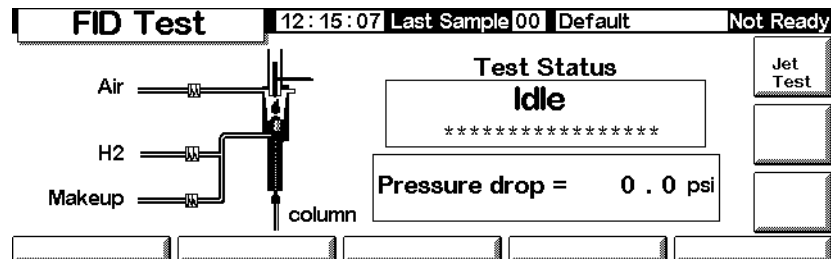 FID Test 12:15:07 Last Sample 00 Default Not Ready
Test Status
Jet
Test
Air
Idle
*****************
H2
Pressure drop = 0 . 0 psi
Makeup
column